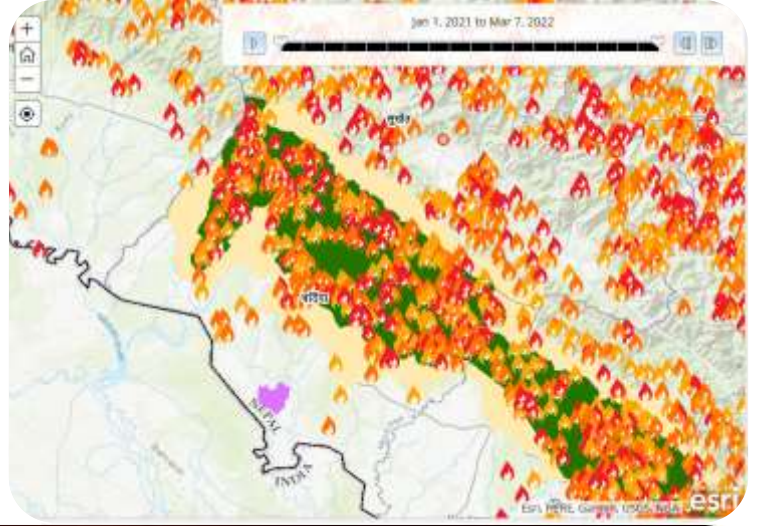 Jan 1, 2021 to Mar 7, 2022
सुर्खेत
बर्दिया
NEPAL
INDIA
Esri, HERE, Garmin, USGS, NGA
esri